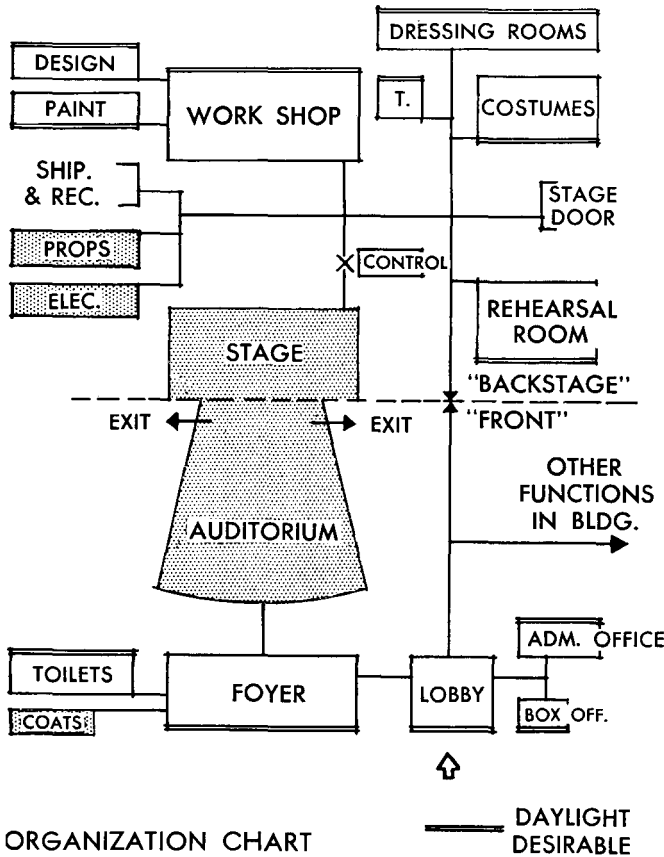 DRESSING ROOMS
DESIGN
PAINT
WORK SHOP
T.
COSTUMES
SHIP.
& REC.
STAGE
DOOR
PROPS
CONTROL
ELEC.
REHEARSAL
ROOM
STAGE
"BACKSTAGE"
EXIT
EXIT
"FRONT"
OTHER
FUNCTIONS
IN BLDG.
AUDITORIUM
ADM. OFFICE
TOILETS
FOYER
LOBBY
COATS
BOX OFF.
ORGANIZATION CHART
DAYLIGHT
DESIRABLE